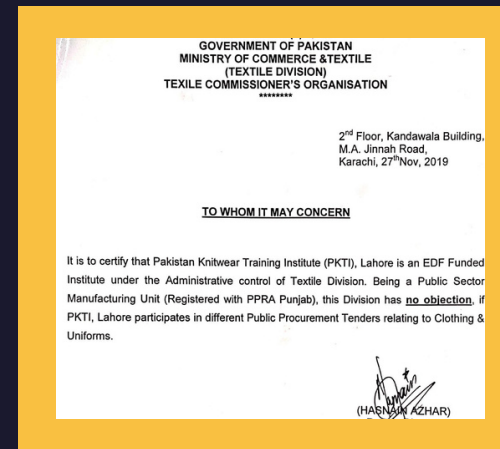 GOVERNMENT OF PAKISTAN
MINISTRY OF COMMERCE &TEXTILE
(TEXTILE DIVISION)
TEXILE COMMISSIONER'S ORGANISATION
********
2nd Floor, Kandawala Building,
M.A. Jinnah Road,
Karachi, 27thNov, 2019
TO WHOM IT MAY CONCERN
It is to certify that Pakistan Knitwear Training Institute (PKTI), Lahore is an EDF Funded
Institute under the Administrative control of Textile Division. Being a Public Sector
Manufacturing Unit (Registered with PPRA Punjab), this Division has no objection, if
PKTI, Lahore participates in different Public Procurement Tenders relating to Clothing &
Uniforms.
(HASNAIN AZHAR)